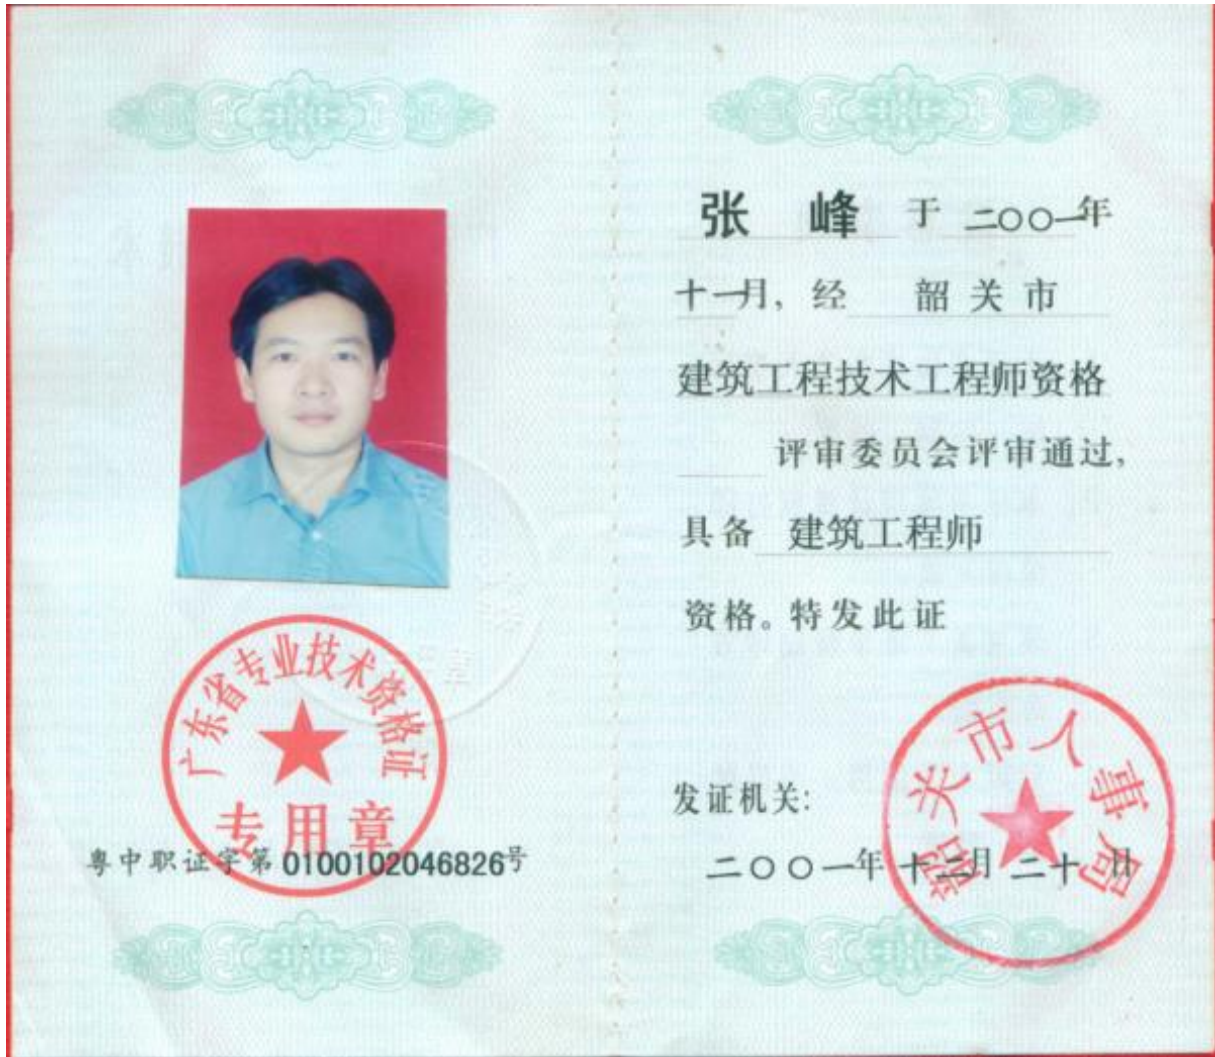 广东省专业技术资格证
专用章
粤中职证字第0100102046826号
张 峰 于 二〇〇一年
十一月, 经 韶关市
建筑工程技术工程师资格
评审委员会评审通过,
具备 建筑工程师
资格。特发此证
韶关市人事局
发证机关:
二〇〇一年十二月二十日